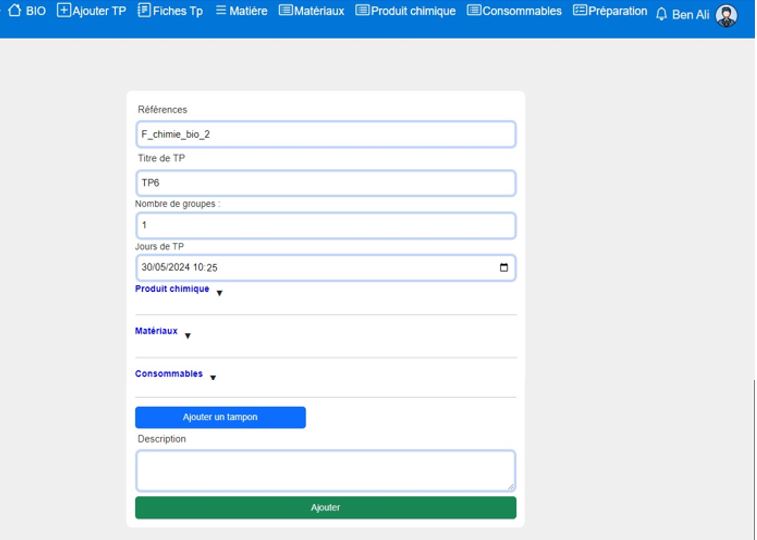 BIO Ajouter TP Fiches Tp Matière Matériaux Produit chimique Consommables Préparation Ben Ali
Références
F_chimie_bio_2
Titre de TP
TP6
Nombre de groupes :
1
Jours de TP
30/05/2024 10:25
Produit chimique
Matériaux
Consommables
Ajouter un tampon
Description
Ajouter